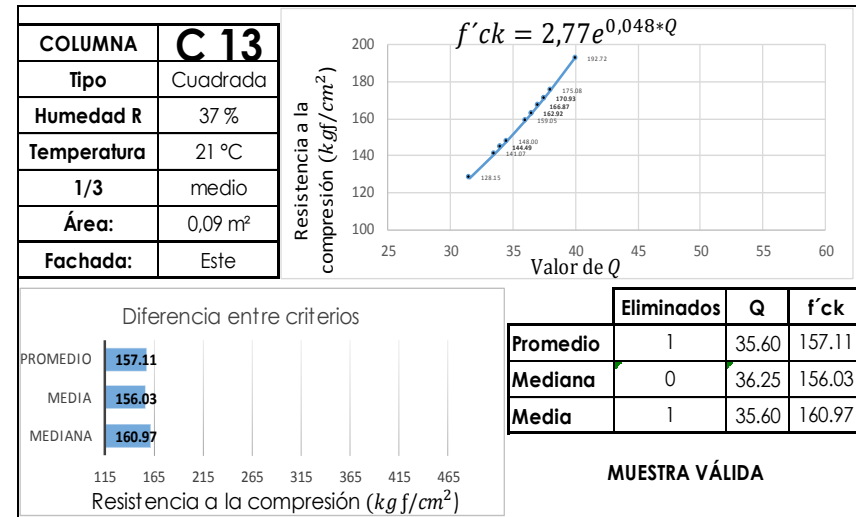 COLUMNA C 13
Tipo Cuadrada
Humedad R 37 %
Temperatura 21 °C
1/3 medio
Área: 0,09 m²
Fachada: Este
f´ck = 2,77e^{0,048*Q}
Resistencia a la
compresión (kgf/cm²)
200
180
160
140
120
100
192.72
175.08
170.93
166.87
162.92
159.05
148.00
144.49
141.07
128.15
25 30 35 40 45 50 55 60
Valor de Q
Diferencia entre criterios
PROMEDIO 157.11
MEDIA 156.03
MEDIANA 160.97
115 165 215 265 315 365 415 465
Resistencia a la compresión (kgf/cm²)
Eliminados Q f´ck
Promedio 1 35.60 157.11
Mediana 0 36.25 156.03
Media 1 35.60 160.97
MUESTRA VÁLIDA